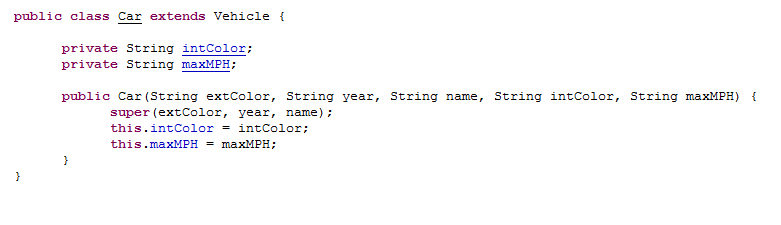 public class Car extends Vehicle {
private String intColor;
private String maxMPH;
public Car(String extColor, String year, String name, String intColor, String maxMPH) {
super(extColor, year, name);
this.intColor = intColor;
this.maxMPH = maxMPH;
}
}